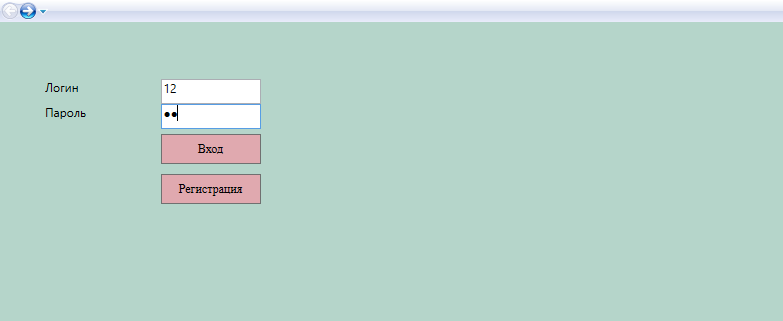 Логин 12
Пароль ●●
Вход
Регистрация